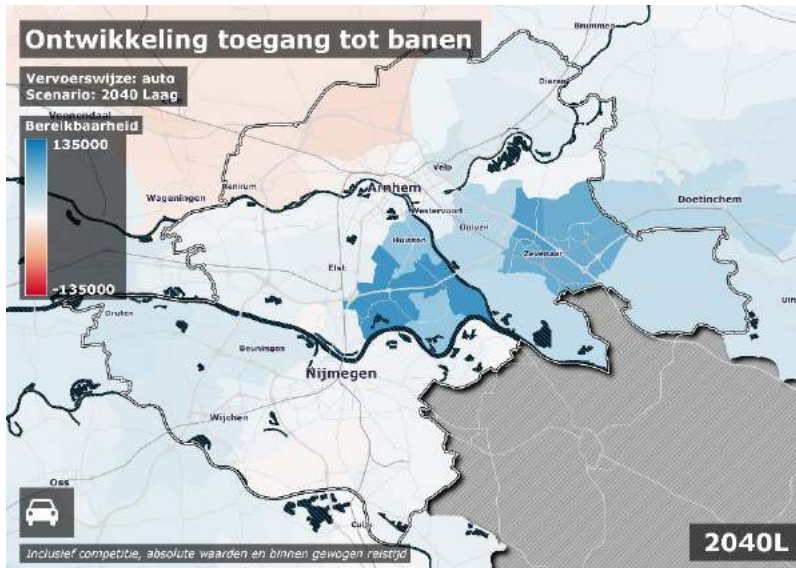 Ontwikkeling toegang tot banen
Brummen
Vervoerswijze: auto
Scenario: 2040 Laag
Dieren
Veenendaal
Bereikbaarheid
135000
Velp
Wageningen
Renkum
Arnhem
Doetinchem
Westervoort
Duiven
Huissen
Zevenaar
Elst
-135000
Druten
Beuningen
Nijmegen
Wijchen
Oss
Cuijk
Inclusief competitie, absolute waarden en binnen gewogen reistijd
2040L